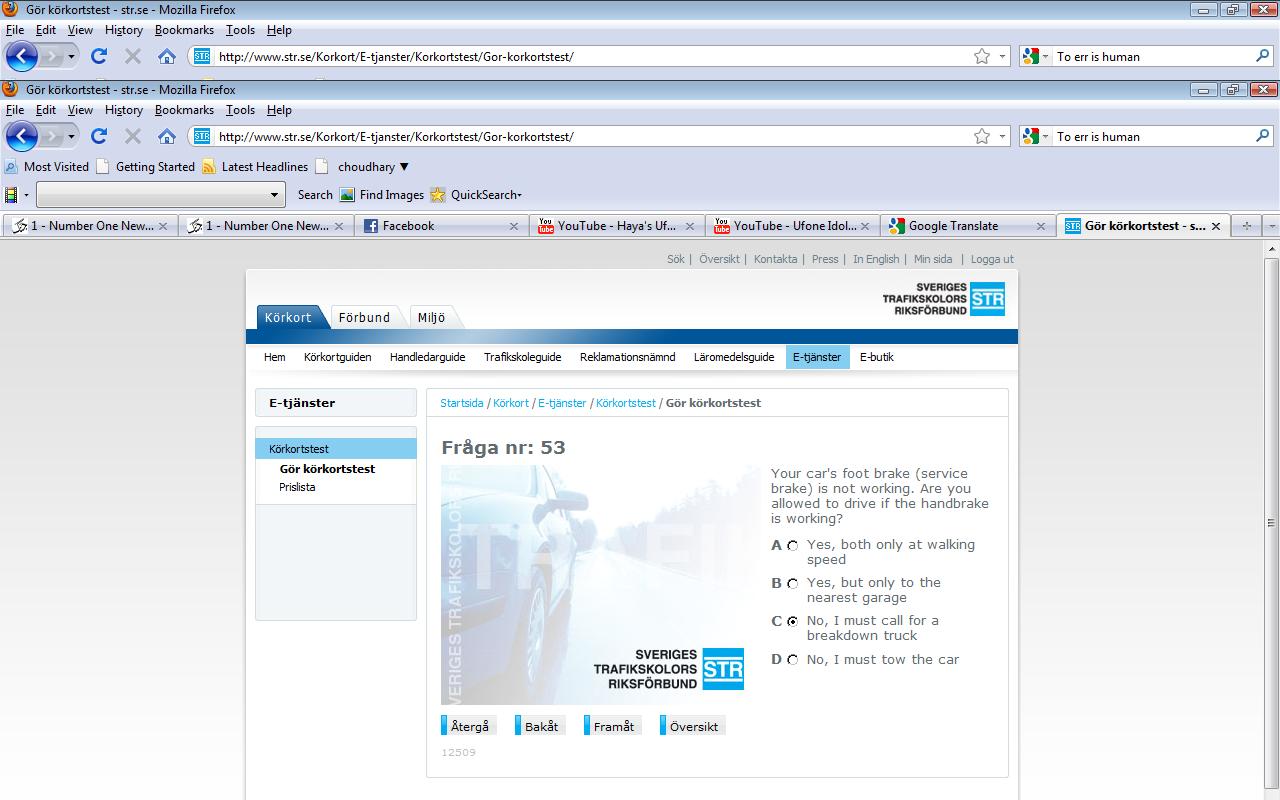 Gör körkortstest - str.se - Mozilla Firefox
File Edit View History Bookmarks Tools Help
STR http://www.str.se/Korkort/E-tjanster/Korkortstest/Gor-korkortstest/ To err is human
Gör körkortstest - str.se - Mozilla Firefox
File Edit View History Bookmarks Tools Help
STR http://www.str.se/Korkort/E-tjanster/Korkortstest/Gor-korkortstest/ To err is human
Most Visited Getting Started Latest Headlines choudhary
Search Find Images QuickSearch
1 - Number One New... 1 - Number One New... Facebook You Tube YouTube - Haya's Uf... You Tube YouTube - Ufone Idol... Google Translate STR Gör körkortstest - s...
Sök | Översikt | Kontakta | Press | In English | Min sida | Logga ut
SVERIGES
TRAFIKSKOLORS
RIKSFÖRBUND
STR
Körkort Förbund Miljö
Hem Körkortguiden Handledarguide Trafikskoleguide Reklamationsnämnd Läromedelsguide E-tjänster E-butik
E-tjänster
Körkortstest
Gör körkortstest
Prislista
Startsida / Körkort / E-tjänster / Körkortstest / Gör körkortstest
Fråga nr: 53
SVERIGES TRAFIKSKOLORS
SVERIGES
TRAFIKSKOLORS
RIKSFÖRBUND
STR
Your car's foot brake (service
brake) is not working. Are you
allowed to drive if the handbrake
is working?
A Yes, both only at walking
speed
B Yes, but only to the
nearest garage
C No, I must call for a
breakdown truck
D No, I must tow the car
Återgå Bakåt Framåt Översikt
12509